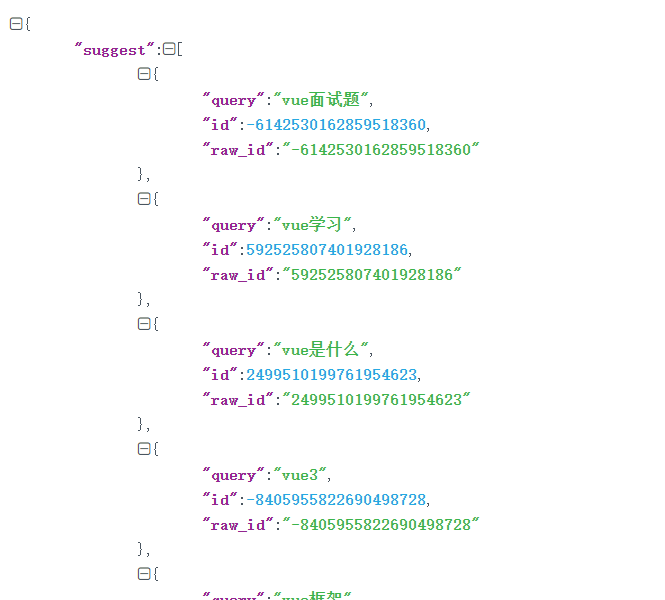 {
"suggest":[
{
"query":"vue面试题",
"id":-6142530162859518360,
"raw_id":"-6142530162859518360"
},
{
"query":"vue学习",
"id":592525807401928186,
"raw_id":"592525807401928186"
},
{
"query":"vue是什么",
"id":2499510199761954623,
"raw_id":"2499510199761954623"
},
{
"query":"vue3",
"id":-8405955822690498728,
"raw_id":"-8405955822690498728"
},
{
"query":"vue框架"